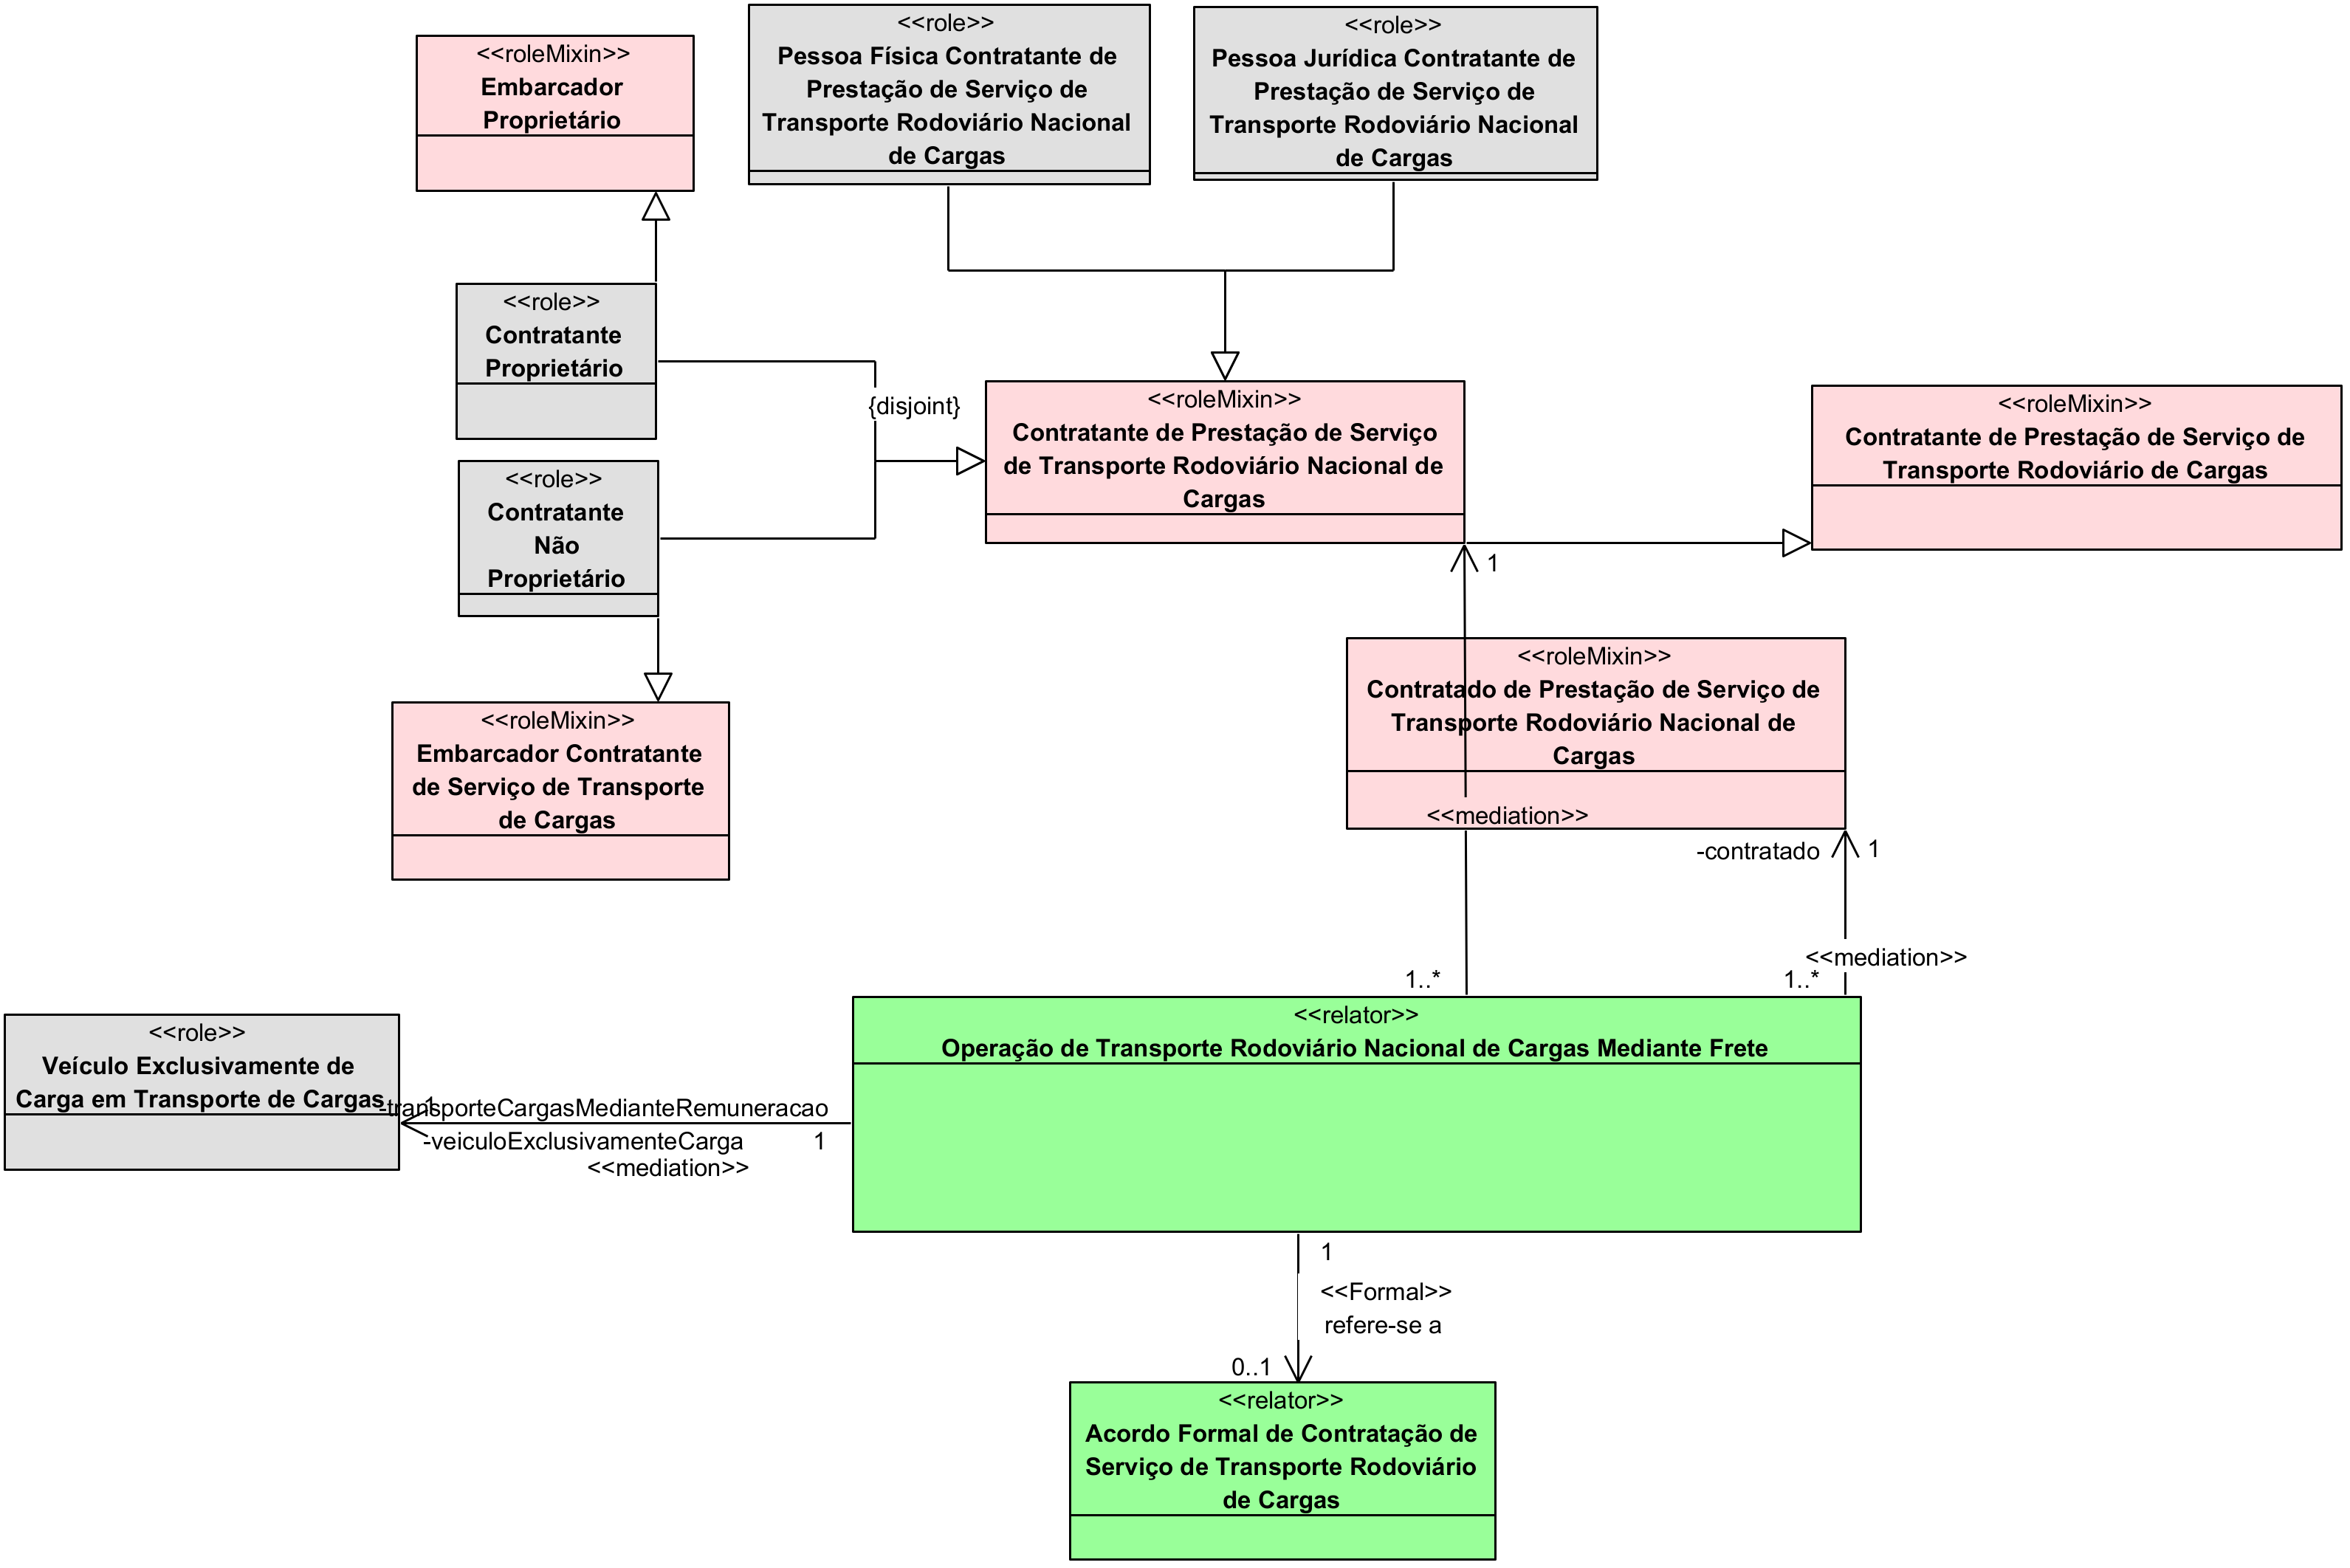 <<roleMixin>>
Embarcador
Proprietário
<<role>>
Pessoa Física Contratante de
Prestação de Serviço de
Transporte Rodoviário Nacional
de Cargas
<<role>>
Pessoa Jurídica Contratante de
Prestação de Serviço de
Transporte Rodoviário Nacional
de Cargas
<<role>>
Contratante
Proprietário
{disjoint}
<<role>>
Contratante
Não
Proprietário
<<roleMixin>>
Contratante de Prestação de Serviço
de Transporte Rodoviário Nacional de
Cargas
<<roleMixin>>
Contratante de Prestação de Serviço de
Transporte Rodoviário de Cargas
1
<<roleMixin>>
Embarcador Contratante
de Serviço de Transporte
de Cargas
<<roleMixin>>
Contratado de Prestação de Serviço de
Transporte Rodoviário Nacional de
Cargas
<<mediation>>
-contratado
1
<<mediation>>
1..*
1..*
<<role>>
Veículo Exclusivamente de
Carga em Transporte de Cargas
1
-transporteCargasMedianteRemuneracao
-veiculoExclusivamenteCarga
1
<<mediation>>
<<relator>>
Operação de Transporte Rodoviário Nacional de Cargas Mediante Frete
1
<<Formal>>
refere-se a
0..1
<<relator>>
Acordo Formal de Contratação de
Serviço de Transporte Rodoviário
de Cargas